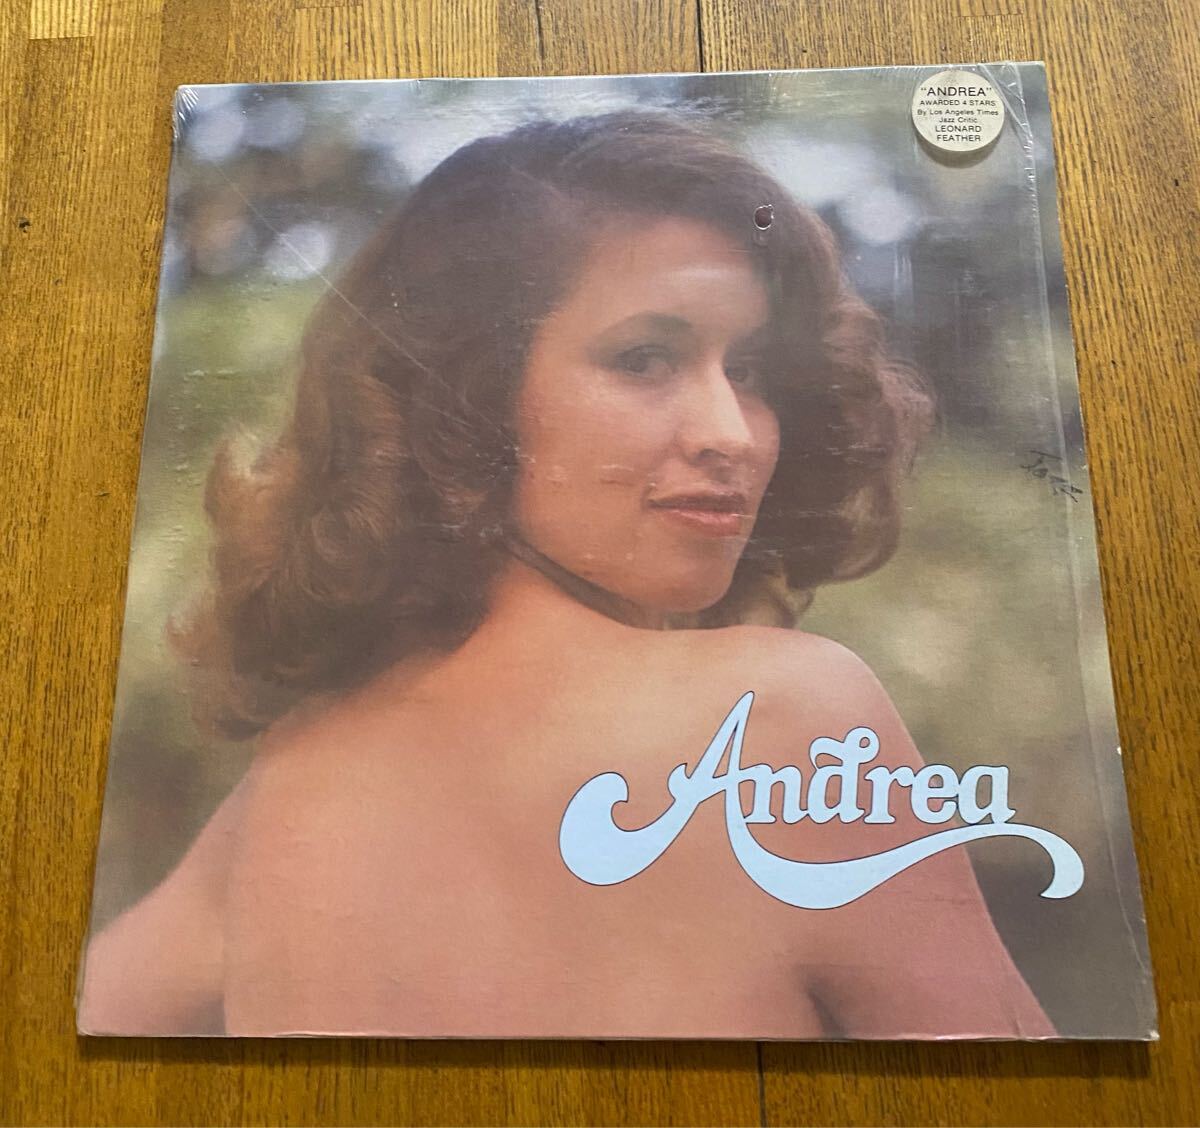 "ANDREA"
AWARDED 4 STARS
By Los Angeles Times
Jazz Critic
LEONARD
FEATHER
Andrea